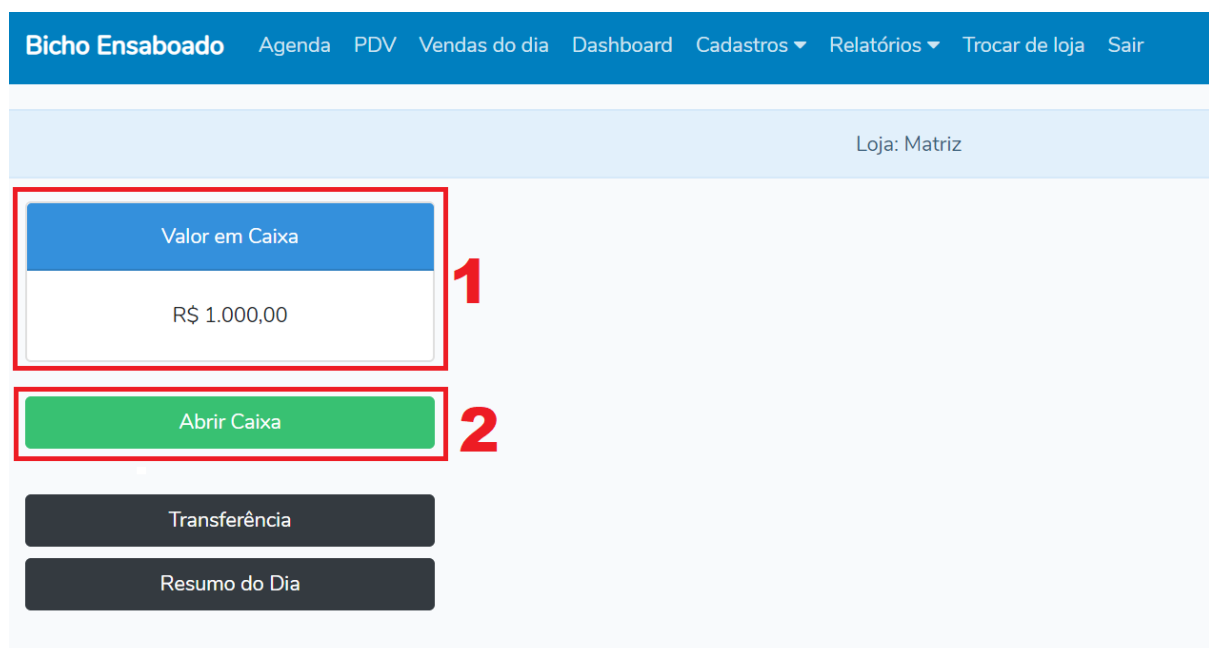 Bicho Ensaboado Agenda PDV Vendas do dia Dashboard Cadastros Relatórios Trocar de loja Sair
Loja: Matriz
Valor em Caixa
1
R$ 1.000,00
Abrir Caixa
2
Transferência
Resumo do Dia